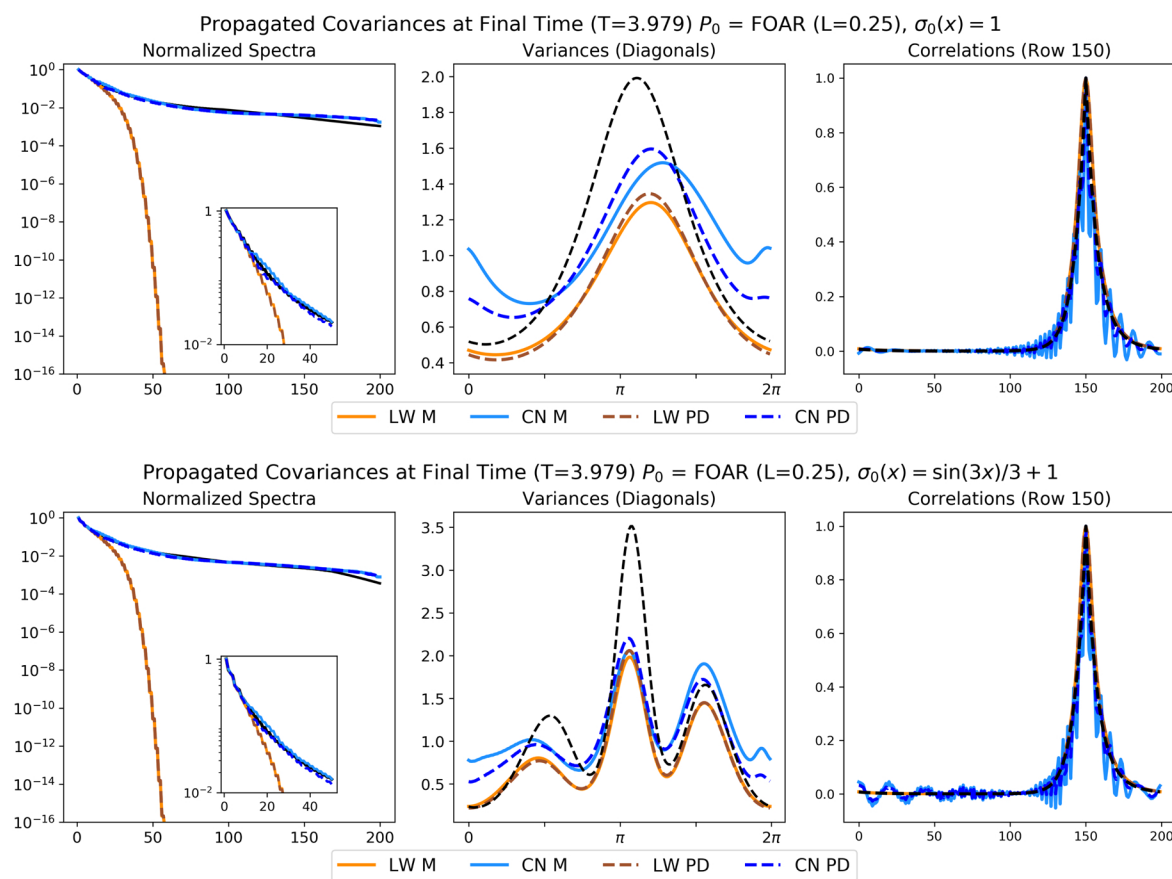 Propagated Covariances at Final Time (T=3.979) P₀ = FOAR (L=0.25), σ₀(x) = 1
Normalized Spectra
Variances (Diagonals)
Correlations (Row 150)
10⁰
10⁻²
10⁻⁴
10⁻⁶
10⁻⁸
10⁻¹⁰
10⁻¹²
10⁻¹⁴
10⁻¹⁶
0 50 100 150 200
1
10⁻²
0 20 40
2.0
1.8
1.6
1.4
1.2
1.0
0.8
0.6
0.4
0 π 2π
1.0
0.8
0.6
0.4
0.2
0.0
0 50 100 150 200
LW M CN M LW PD CN PD
Propagated Covariances at Final Time (T=3.979) P₀ = FOAR (L=0.25), σ₀(x) = sin(3x)/3 + 1
Normalized Spectra
Variances (Diagonals)
Correlations (Row 150)
10⁰
10⁻²
10⁻⁴
10⁻⁶
10⁻⁸
10⁻¹⁰
10⁻¹²
10⁻¹⁴
10⁻¹⁶
0 50 100 150 200
1
10⁻²
0 20 40
3.5
3.0
2.5
2.0
1.5
1.0
0.5
0 π 2π
1.0
0.8
0.6
0.4
0.2
0.0
0 50 100 150 200
LW M CN M LW PD CN PD